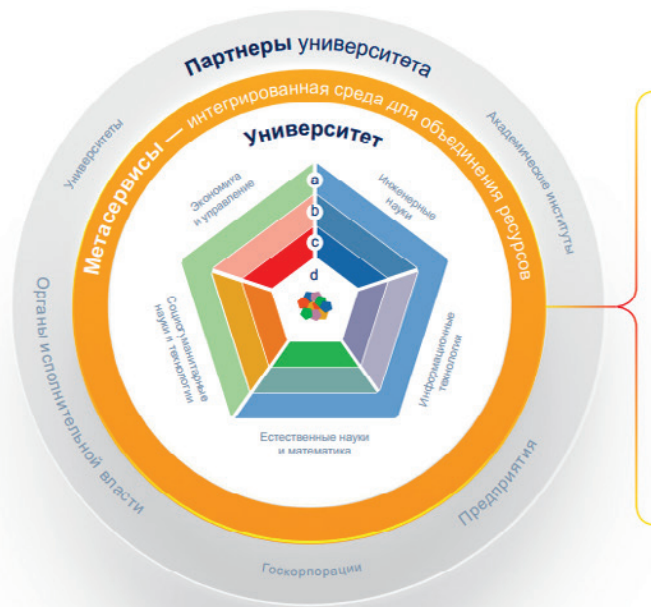 Партнеры университета
Университеты
Академические институты
Метасервисы — интегрированная среда для объединения ресурсов
Университет
Экономика
и управление
Инженерные
науки
a
b
c
d
Социогуманитарные
науки и технологии
Информационные
технологии
Естественные науки
и математика
Органы исполнительной власти
Предприятия
Госкорпорации